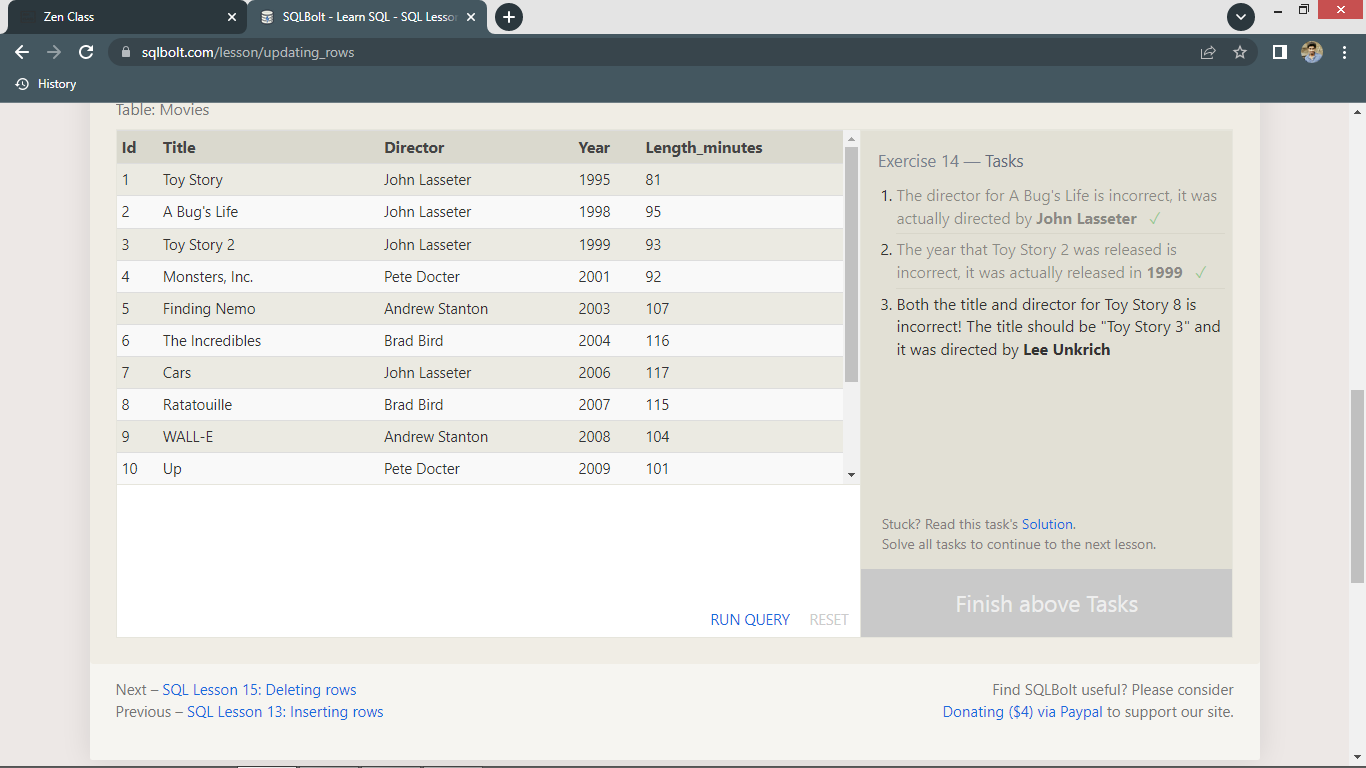 Zen Class
SQLBolt - Learn SQL - SQL Lesson
sqlbolt.com/lesson/updating_rows
History
Table: Movies
Id Title Director Year Length_minutes
1 Toy Story John Lasseter 1995 81
2 A Bug's Life John Lasseter 1998 95
3 Toy Story 2 John Lasseter 1999 93
4 Monsters, Inc. Pete Docter 2001 92
5 Finding Nemo Andrew Stanton 2003 107
6 The Incredibles Brad Bird 2004 116
7 Cars John Lasseter 2006 117
8 Ratatouille Brad Bird 2007 115
9 WALL-E Andrew Stanton 2008 104
10 Up Pete Docter 2009 101
RUN QUERY RESET
Exercise 14 — Tasks
1. The director for A Bug's Life is incorrect, it was
actually directed by John Lasseter ✓
2. The year that Toy Story 2 was released is
incorrect, it was actually released in 1999 ✓
3. Both the title and director for Toy Story 8 is
incorrect! The title should be "Toy Story 3" and
it was directed by Lee Unkrich
Stuck? Read this task's Solution.
Solve all tasks to continue to the next lesson.
Finish above Tasks
Next – SQL Lesson 15: Deleting rows
Previous – SQL Lesson 13: Inserting rows
Find SQLBolt useful? Please consider
Donating ($4) via Paypal to support our site.